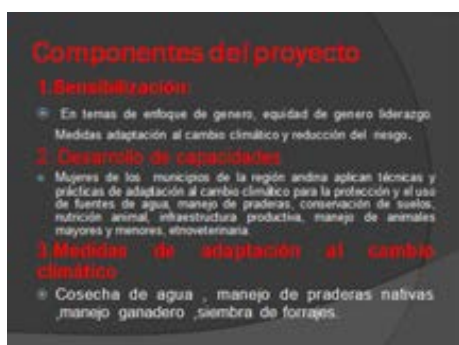 Componentes del proyecto
1.Sensibilización:
En temas de enfoque de genero, equidad de genero liderazgo
Medidas adaptación al cambio climático y reducción del riesgo.
2. Desarrollo de capacidades
Mujeres de los municipios de la región andina aplican técnicas y
prácticas de adaptación al cambio climático para la protección y el uso
de fuentes de agua, manejo de praderas, conservación de suelos,
nutrición animal, infraestructura productiva, manejo de animales
mayores y menores, etnoveterinaria.
3.Medidas de adaptación al cambio
climático
Cosecha de agua , manejo de praderas nativas
,manejo ganadero ,siembra de forrajes.